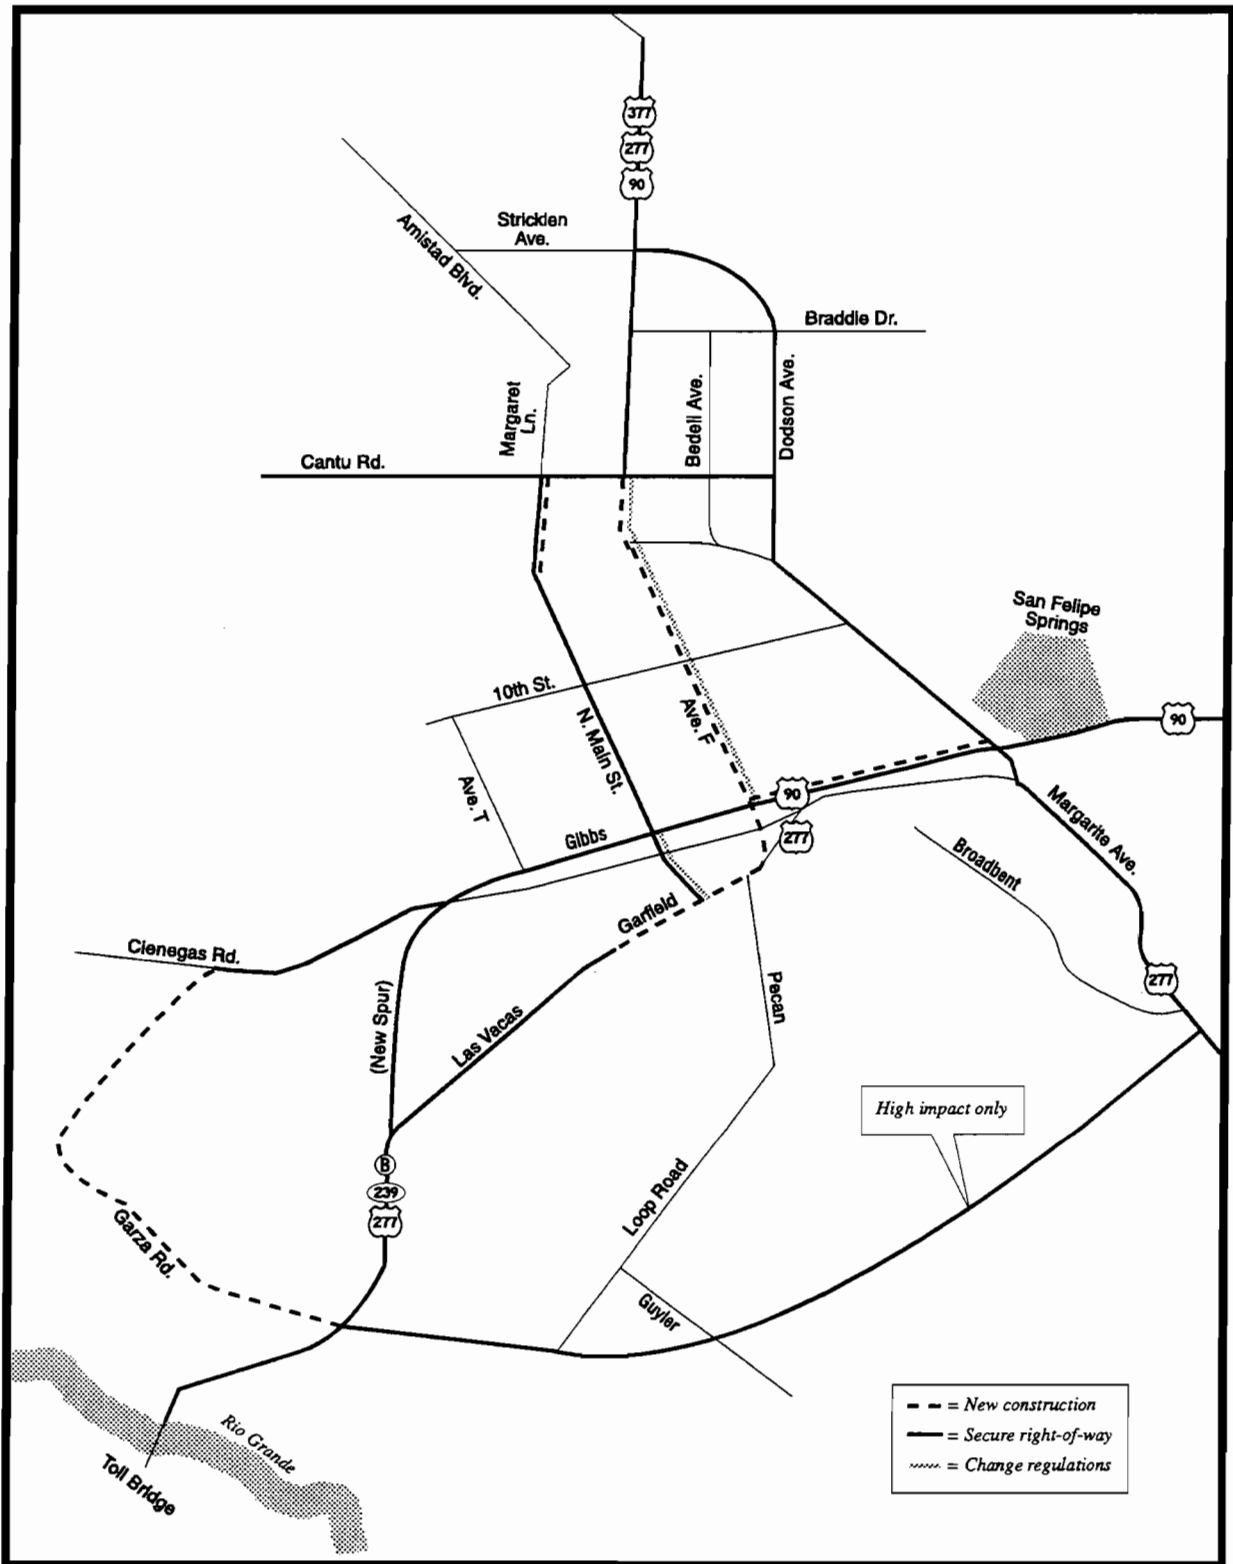 377
277
90
Stricklen
Ave.
Amistad Blvd.
Braddie Dr.
Margaret
Ln.
Bedell Ave.
Dodson Ave.
Cantu Rd.
San Felipe
Springs
10th St.
N. Main St.
Ave. F
90
Ave. T
90
Gibbs
277
Margarite Ave.
Broadbent
Garfield
Cienegas Rd.
Pecan
277
(New Spur)
Las Vacas
High impact only
B
239
277
Loop Road
Garza Rd.
Guyler
Rio Grande
Toll Bridge
= New construction
= Secure right-of-way
= Change regulations